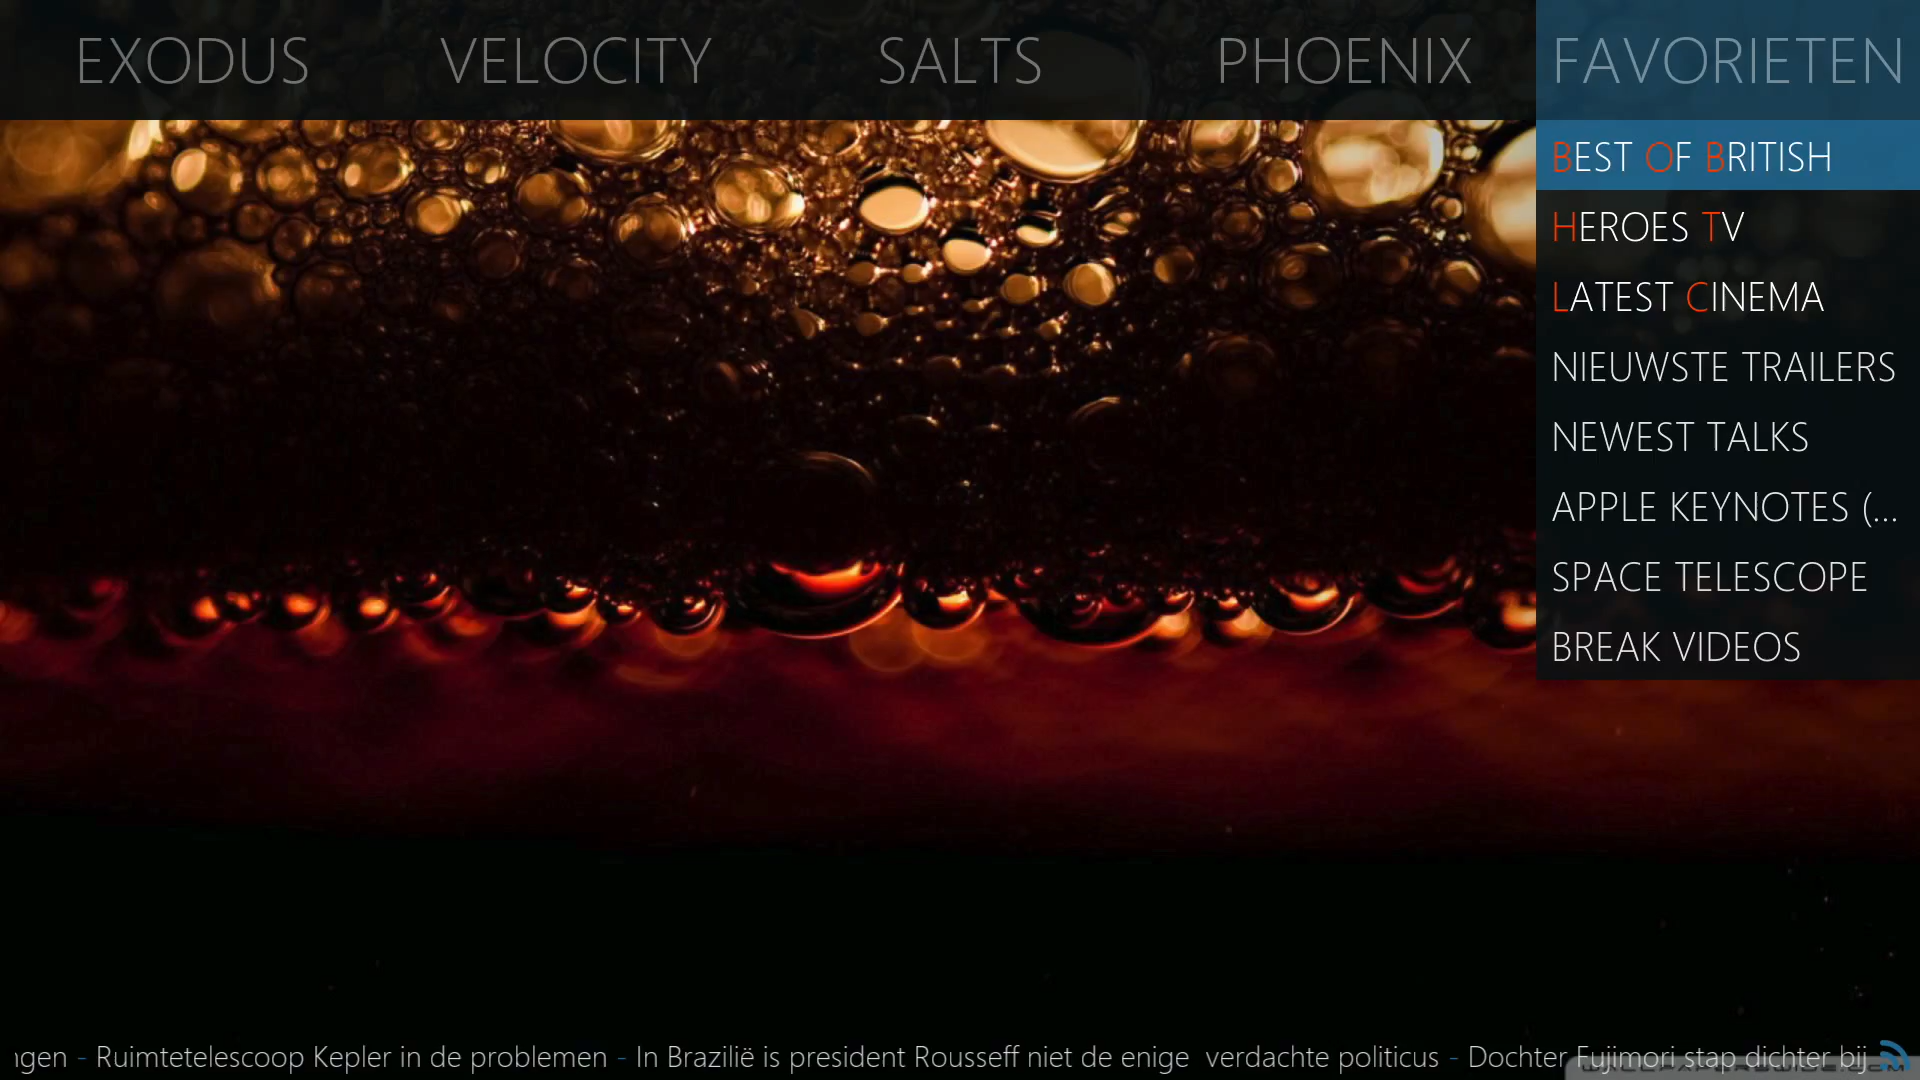 EXODUS VELOCITY SALTS PHOENIX FAVORIETEN
BEST OF BRITISH
HEROES TV
LATEST CINEMA
NIEUWSTE TRAILERS
NEWEST TALKS
APPLE KEYNOTES (...
SPACE TELESCOPE
BREAK VIDEOS
ngen - Ruimtetelescoop Kepler in de problemen - In Brazilië is president Rousseff niet de enige verdachte politicus - Dochter Fujimori stap dichter bij